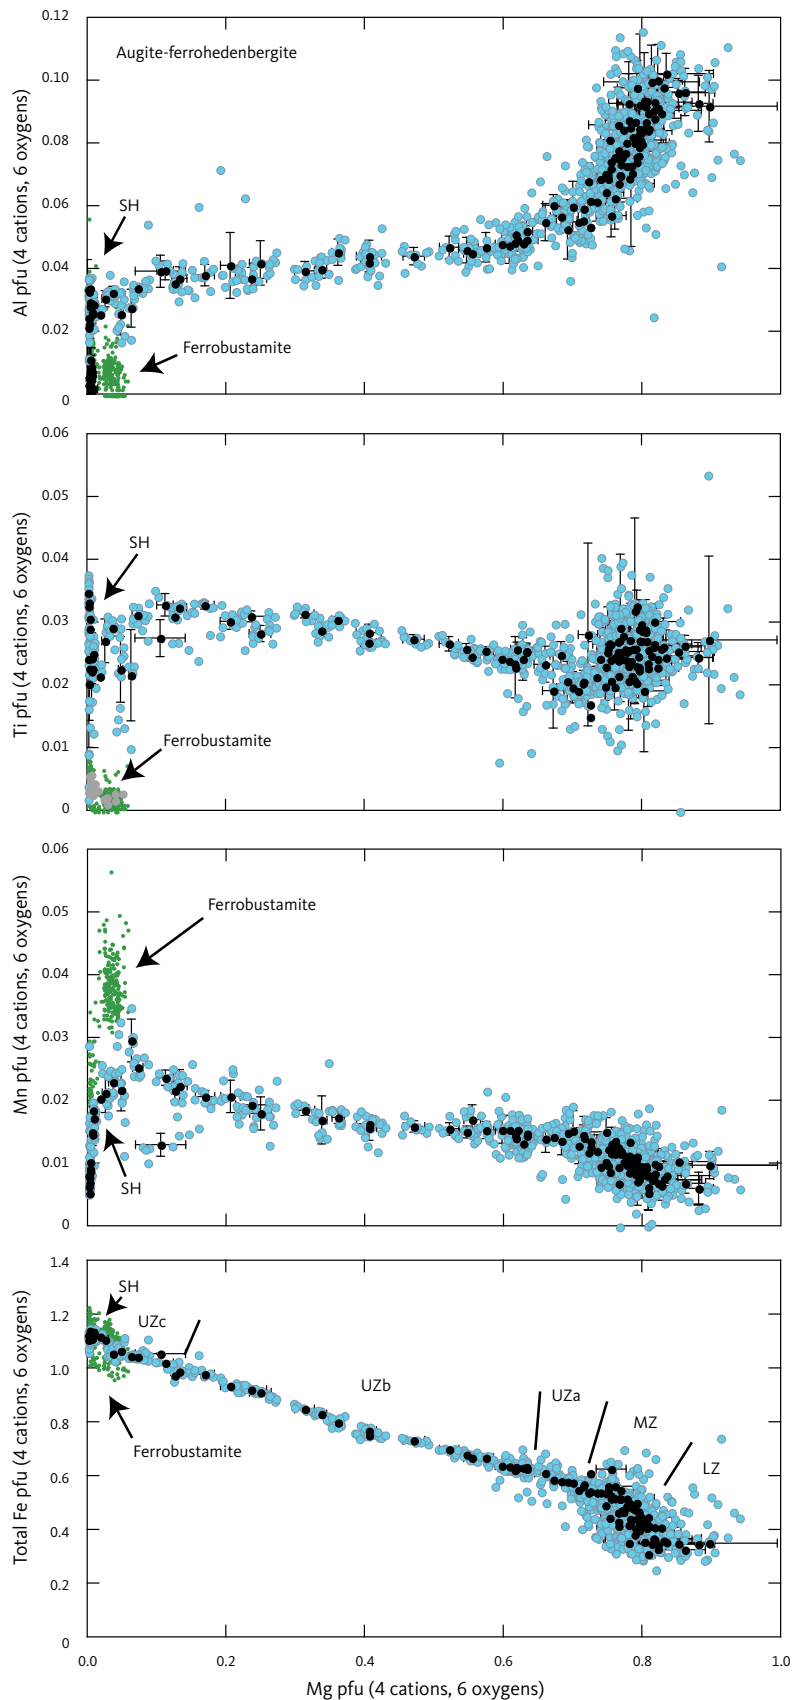 0.12
Augite-ferrohedenbergite
0.10
0.08
0.06
SH
0.04
0.02
Ferrobustamite
0
Al pfu (4 cations, 6 oxygens)
0.06
0.05
SH
0.04
0.03
0.02
0.01
Ferrobustamite
0
Ti pfu (4 cations, 6 oxygens)
0.06
Ferrobustamite
0.05
0.04
0.03
0.02
0.01
SH
0
Mn pfu (4 cations, 6 oxygens)
1.4
SH
1.2
UZc
1.0
UZb
UZa
0.8
MZ
Ferrobustamite
LZ
0.6
0.4
0.2
0
Total Fe pfu (4 cations, 6 oxygens)
0.0 0.2 0.4 0.6 0.8 1.0
Mg pfu (4 cations, 6 oxygens)